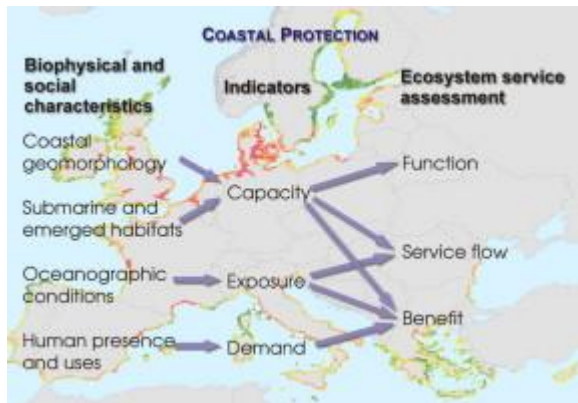 COASTAL PROTECTION
Biophysical and
social
characteristics
Indicators
Ecosystem service
assessment
Coastal
geomorphology
Submarine and
emerged habitats
Oceanographic
conditions
Human presence
and uses
Capacity
Exposure
Demand
Function
Service flow
Benefit